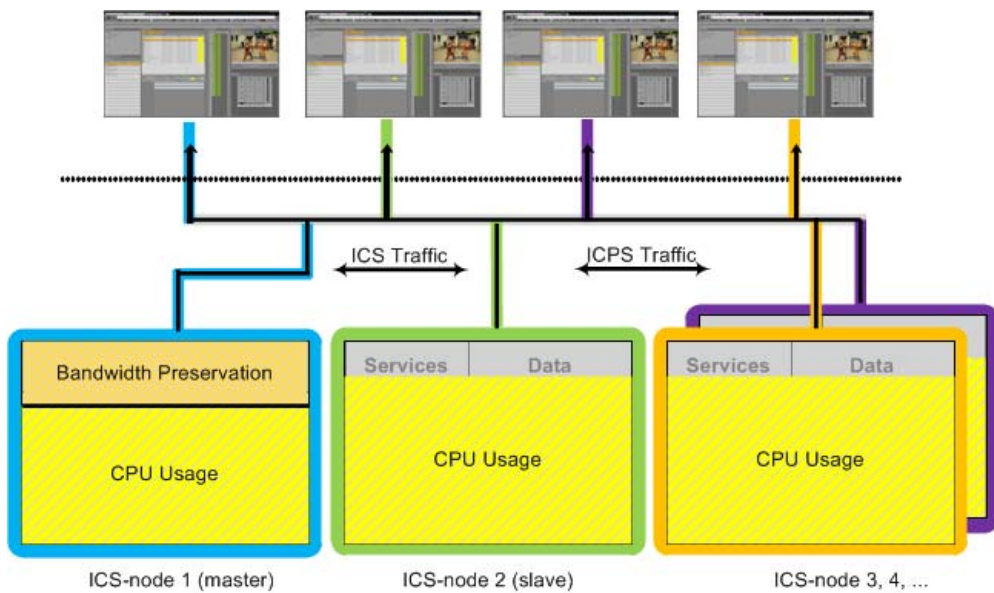 ICS Traffic
ICPS Traffic
Bandwidth Preservation
CPU Usage
Services
Data
CPU Usage
Services
Data
CPU Usage
ICS-node 1 (master)
ICS-node 2 (slave)
ICS-node 3, 4, ...